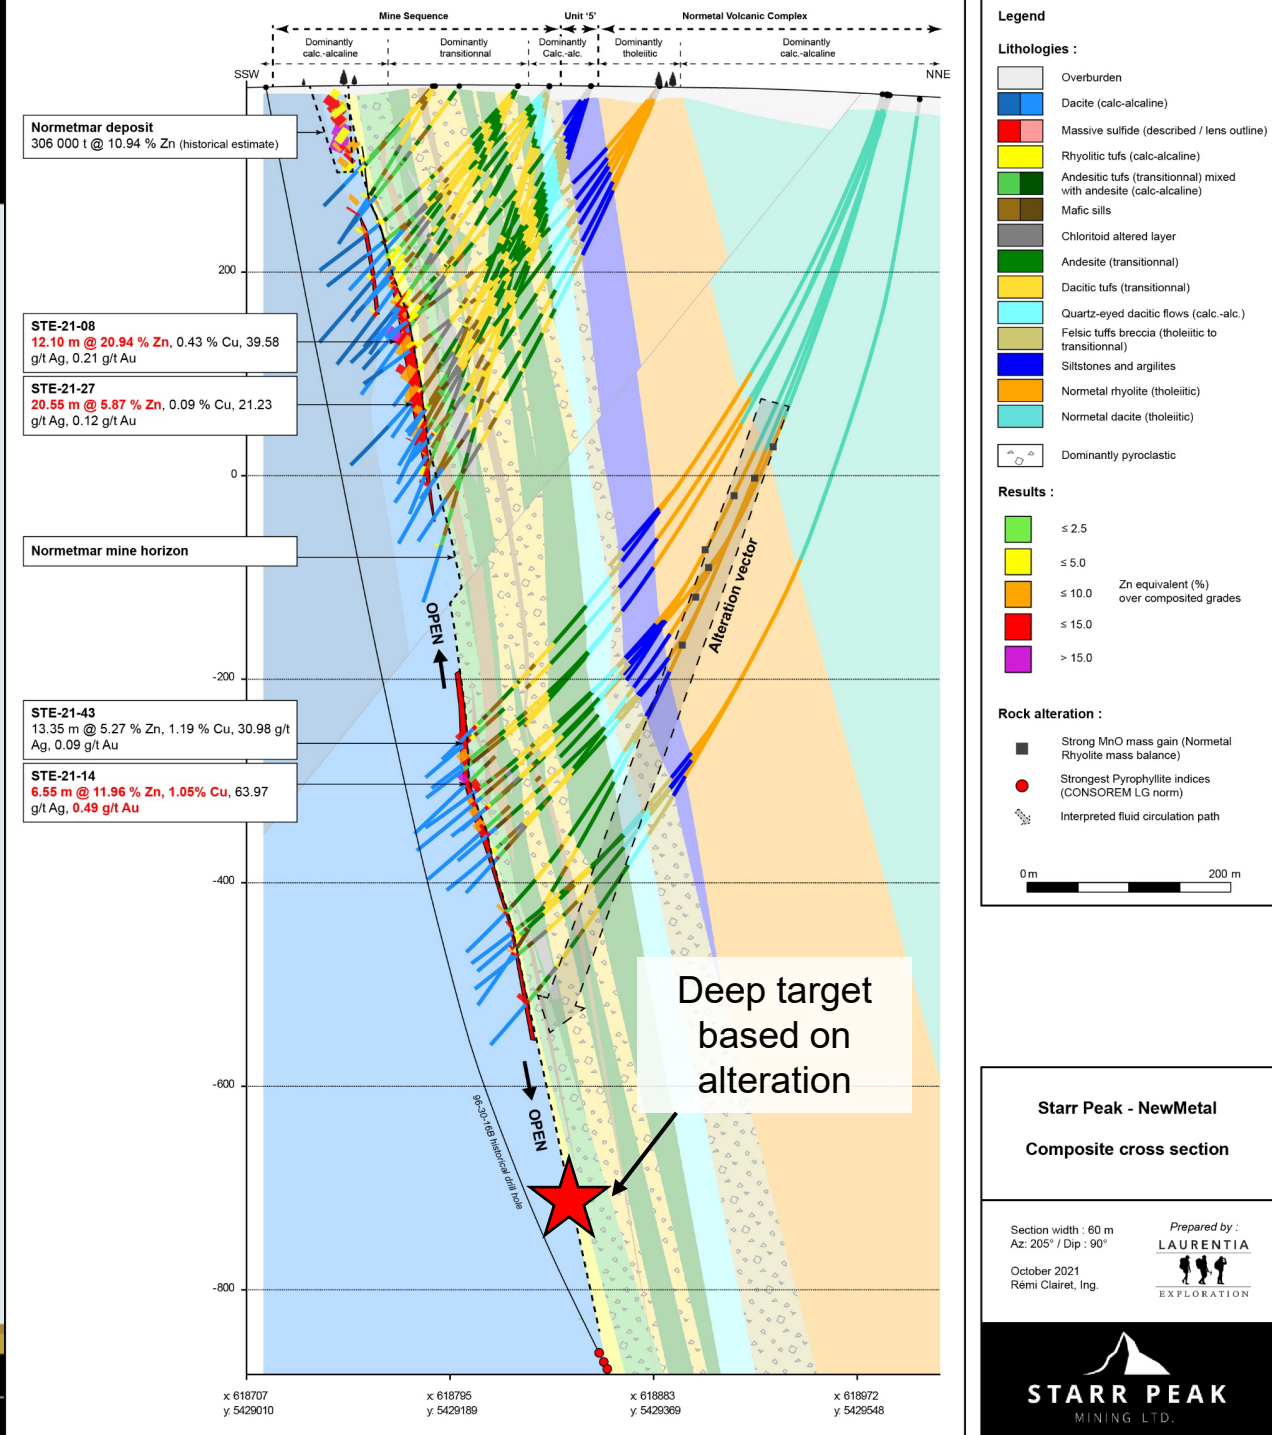 Mine Sequence
Unit '5'
Normetal Volcanic Complex
Dominantly
calc.-alcaline
Dominantly
transitionnal
Dominantly
Calc.-alc.
Dominantly
tholeiitic
Dominantly
calc.-alcaline
SSW
NNE
Normetmar deposit
306 000 t @ 10.94 % Zn (historical estimate)
200
STE-21-08
12.10 m @ 20.94 % Zn, 0.43 % Cu, 39.58
g/t Ag, 0.21 g/t Au
STE-21-27
20.55 m @ 5.87 % Zn, 0.09 % Cu, 21.23
g/t Ag, 0.12 g/t Au
0
Normetmar mine horizon
Alteration vector
OPEN
-200
STE-21-43
13.35 m @ 5.27 % Zn, 1.19 % Cu, 30.98 g/t
Ag, 0.09 g/t Au
STE-21-14
6.55 m @ 11.96 % Zn, 1.05% Cu, 63.97
g/t Ag, 0.49 g/t Au
-400
Deep target
based on
alteration
-600
OPEN
96-30-16B historical drill hole
-800
x: 618707
y: 5429010
x: 618795
y: 5429189
x: 618883
y: 5429369
x: 618972
y: 5429548
Legend
Lithologies :
Overburden
Dacite (calc-alcaline)
Massive sulfide (described / lens outline)
Rhyolitic tufs (calc-alcaline)
Andesitic tufs (transitionnal) mixed
with andesite (calc-alcaline)
Mafic sills
Chloritoid altered layer
Andesite (transitionnal)
Dacitic tufs (transitionnal)
Quartz-eyed dacitic flows (calc.-alc.)
Felsic tuffs breccia (tholeiitic to
transitionnal)
Siltstones and argilites
Normetal rhyolite (tholeiitic)
Normetal dacite (tholeiitic)
Dominantly pyroclastic
Results :
≤ 2.5
≤ 5.0
≤ 10.0
≤ 15.0
> 15.0
Zn equivalent (%)
over composited grades
Rock alteration :
Strong MnO mass gain (Normetal
Rhyolite mass balance)
Strongest Pyrophyllite indices
(CONSOREM LG norm)
Interpreted fluid circulation path
0 m
200 m
Starr Peak - NewMetal
Composite cross section
Section width : 60 m
Az: 205° / Dip : 90°
October 2021
Rémi Clairet, Ing.
Prepared by :
LAURENTIA
EXPLORATION
STARR PEAK
MINING LTD.